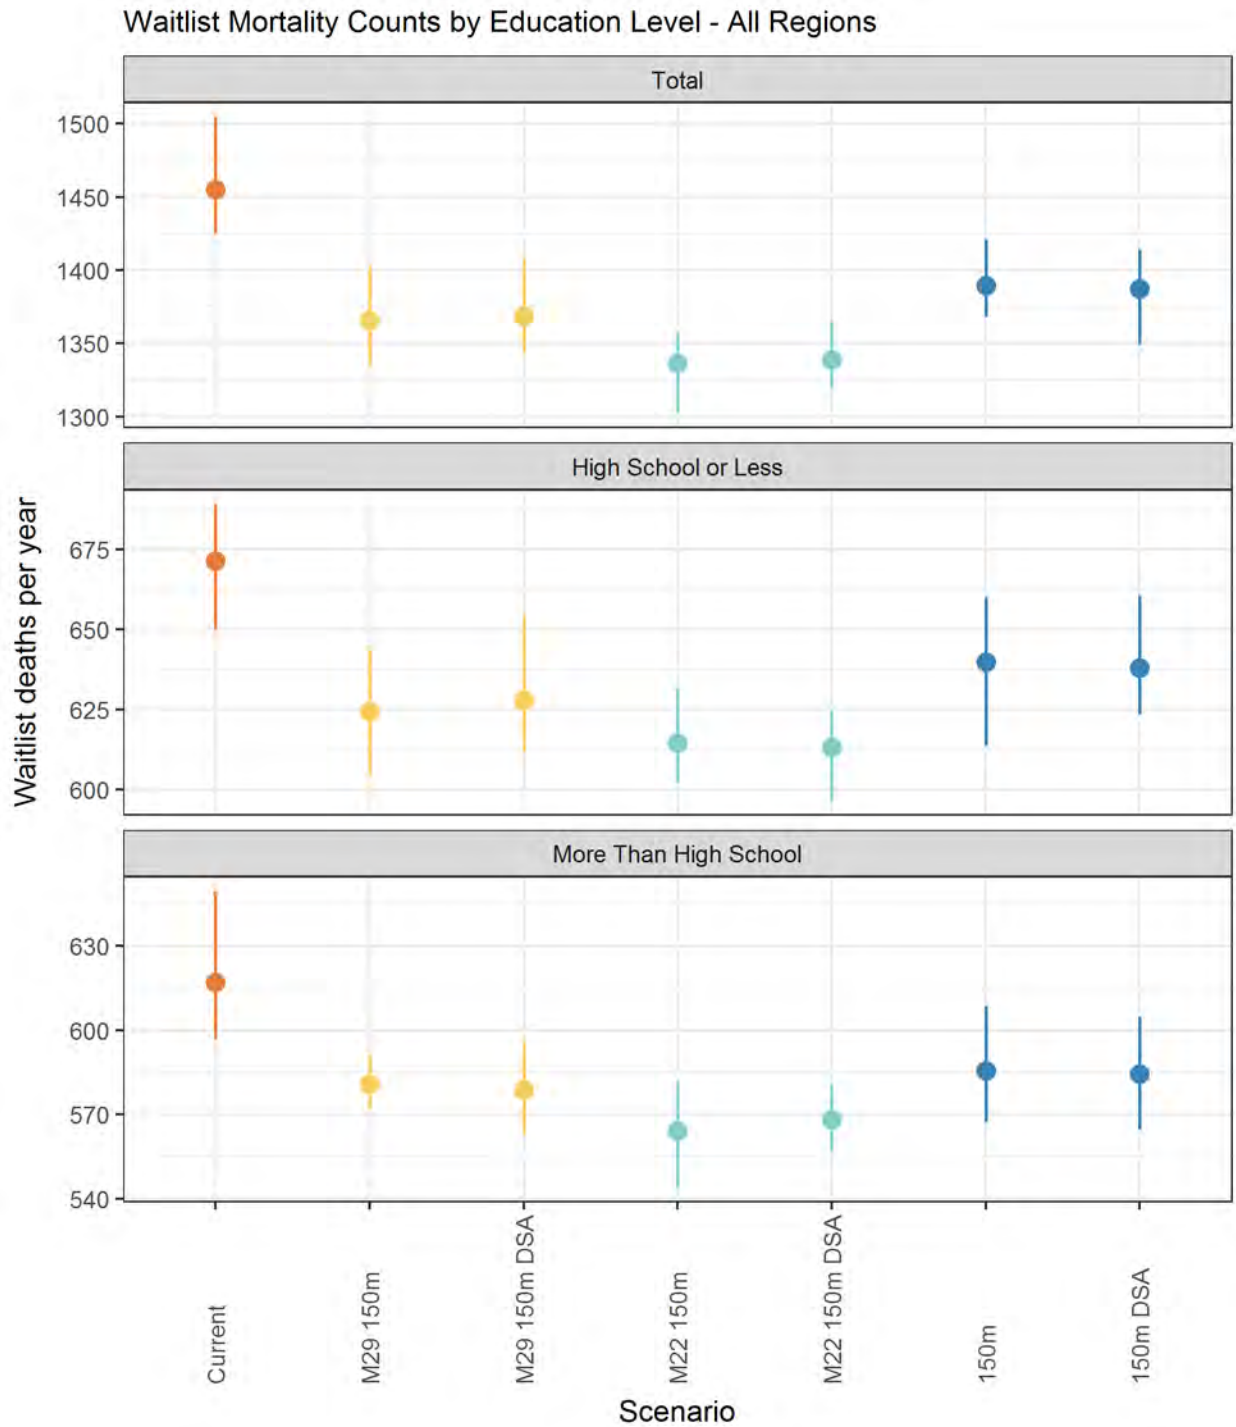 Waitlist Mortality Counts by Education Level - All Regions
Total
1500
1450
1400
1350
1300
High School or Less
675
650
625
600
More Than High School
630
600
570
540
Waitlist deaths per year
Current
M29 150m
M29 150m DSA
M22 150m
M22 150m DSA
150m
150m DSA
Scenario